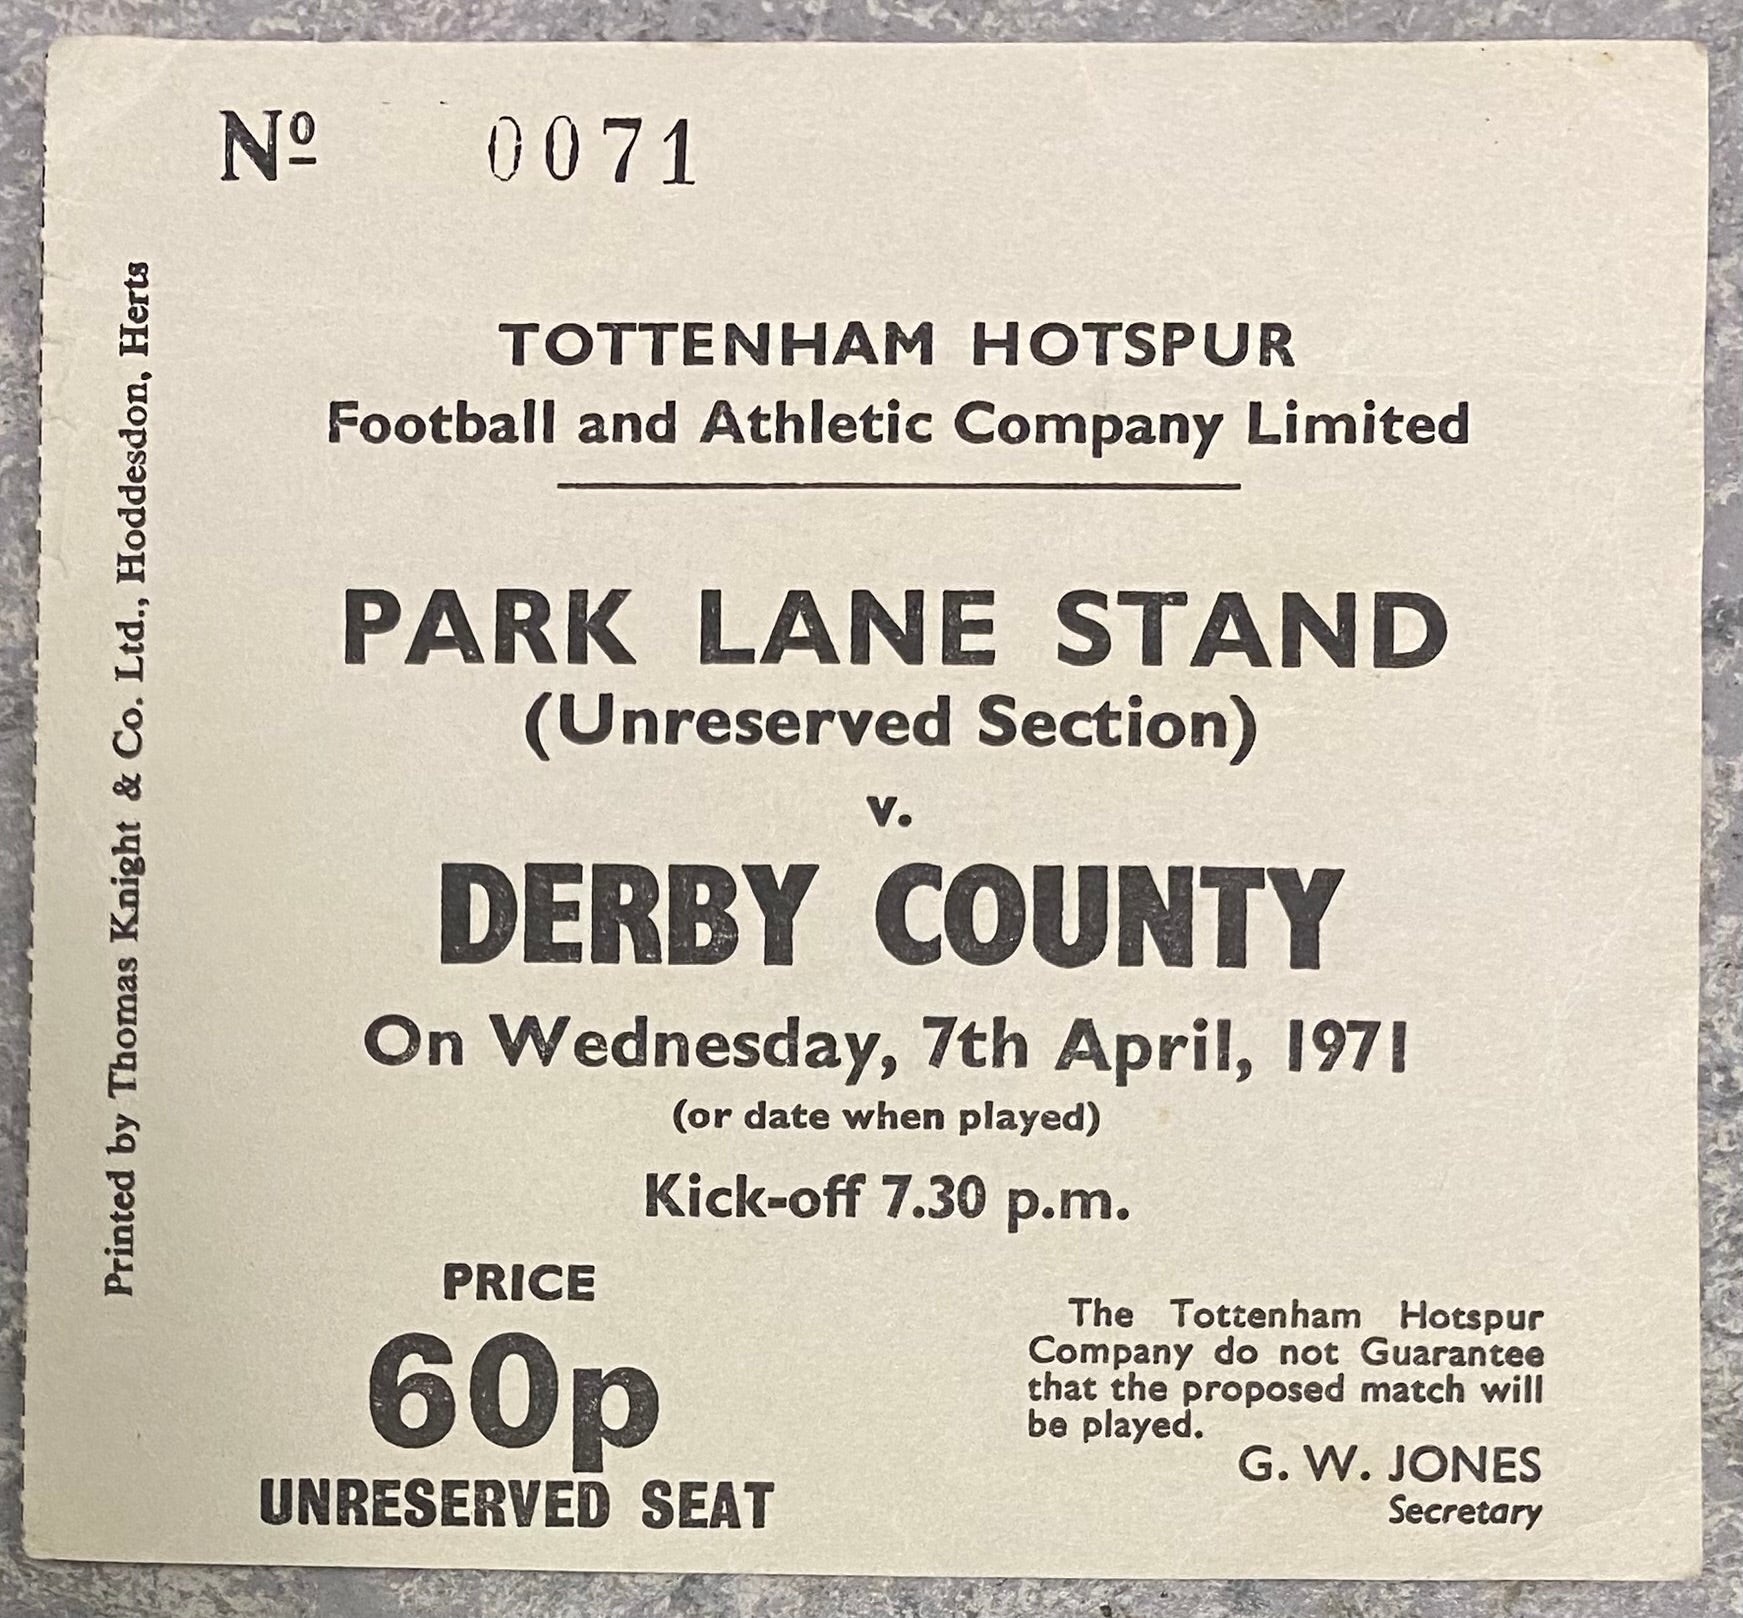 Nº 0071
TOTTENHAM HOTSPUR
Football and Athletic Company Limited
PARK LANE STAND
(Unreserved Section)
v.
DERBY COUNTY
On Wednesday, 7th April, 1971
(or date when played)
Kick-off 7.30 p.m.
PRICE
60p
UNRESERVED SEAT
The Tottenham Hotspur
Company do not Guarantee
that the proposed match will
be played.
G. W. JONES
Secretary
Printed by Thomas Knight & Co. Ltd., Hoddesdon, Herts